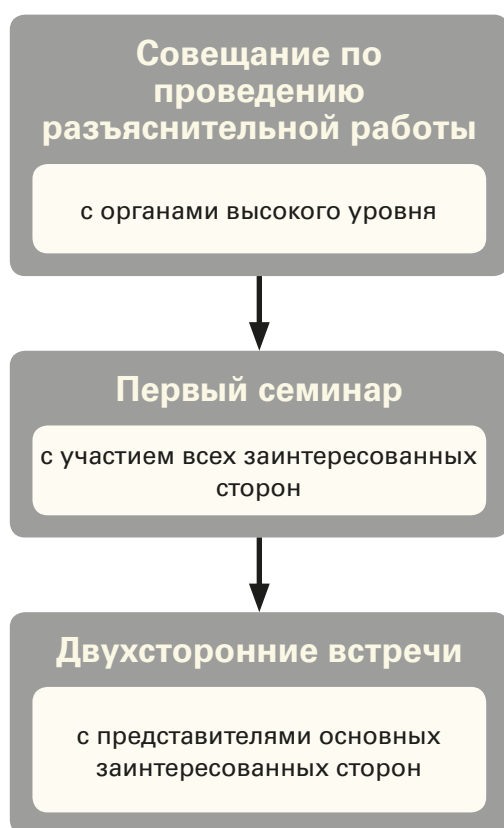 Совещание по
проведению
разъяснительной работы
с органами высокого уровня
Первый семинар
с участием всех заинтересованных
сторон
Двухсторонние встречи
с представителями основных
заинтересованных сторон